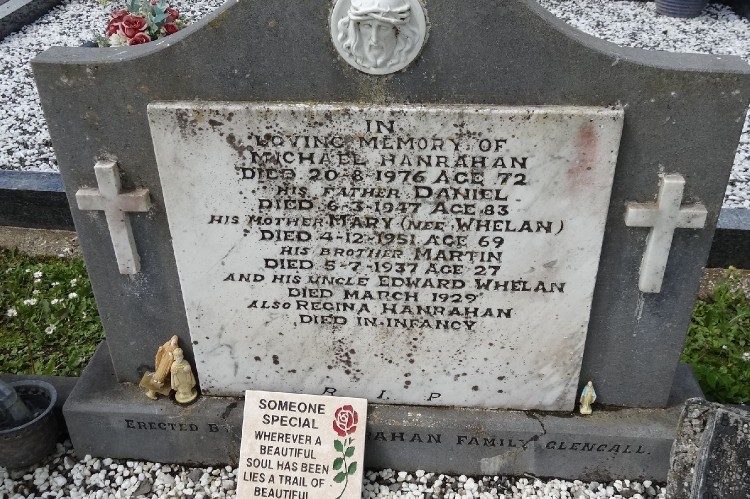 IN
LOVING MEMORY OF
MICHAEL HANRAHAN
DIED 20-8-1976 AGE 72
HIS FATHER DANIEL
DIED 6-3-1947 AGE 83
HIS MOTHER MARY (NEE WHELAN)
DIED 4-12-1951 AGE 69
HIS BROTHER MARTIN
DIED 5-7-1937 AGE 27
AND HIS UNCLE EDWARD WHELAN
DIED MARCH 1929
ALSO REGINA HANRAHAN
DIED IN INFANCY
R.I.P
ERECTED B RAHAN FAMILY GLENCALL.
SOMEONE
SPECIAL
WHEREVER A
BEAUTIFUL
SOUL HAS BEEN
LIES A TRAIL OF
BEAUTIFUL